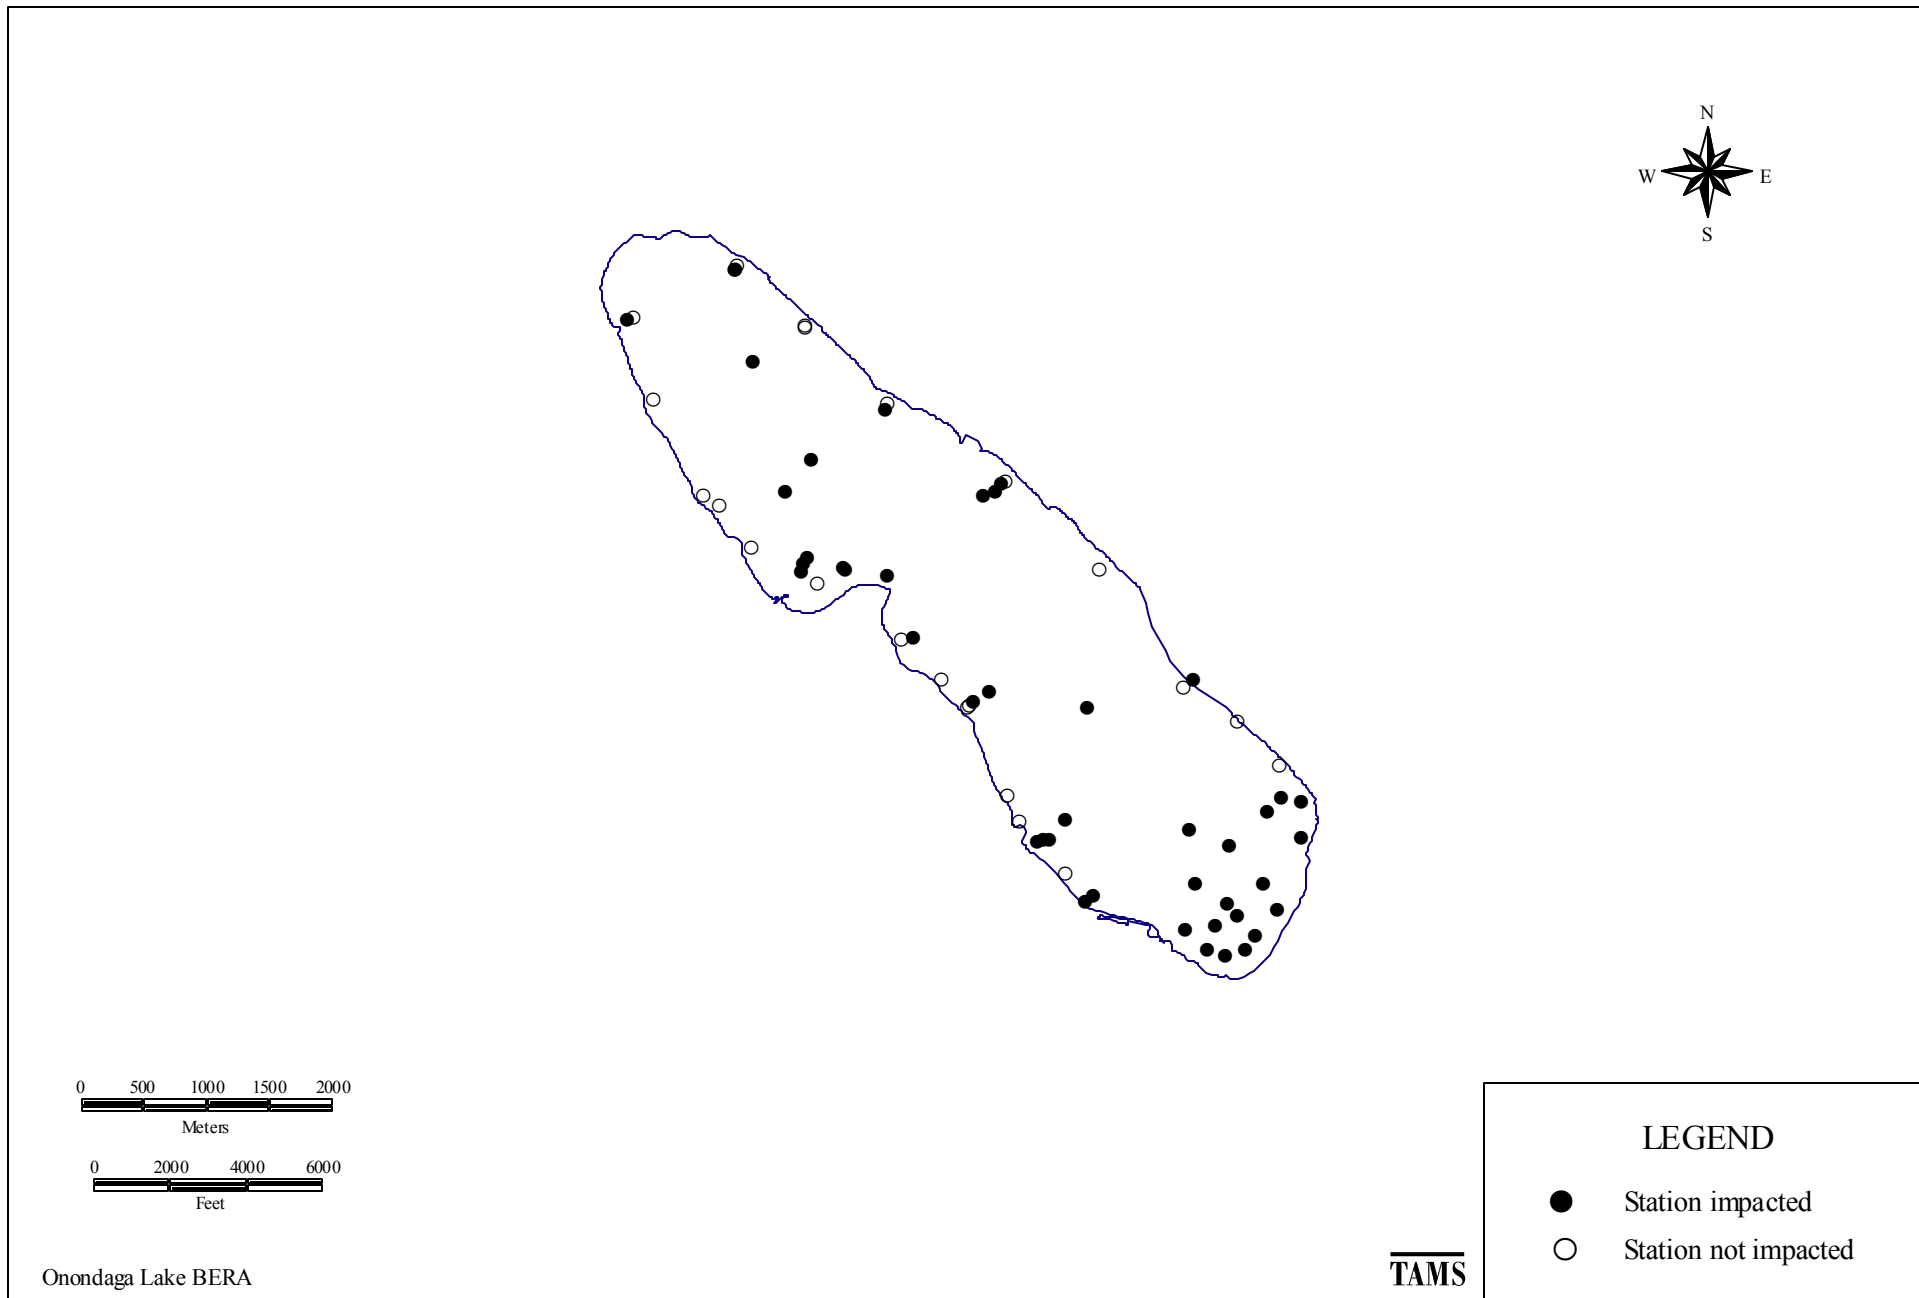 N
W E
S
0 500 1000 1500 2000
Meters
0 2000 4000 6000
Feet
Onondaga Lake BERA
TAMS
LEGEND
Station impacted
Station not impacted